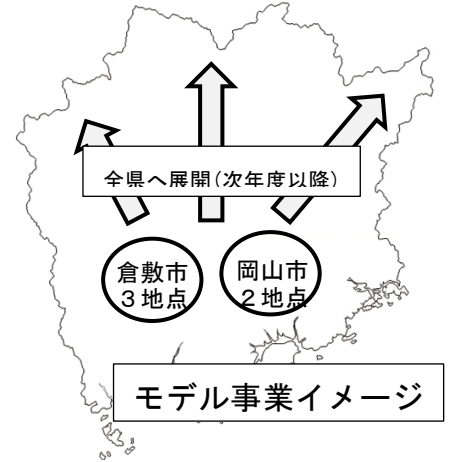 全県へ展開(次年度以降)
倉敷市
３地点
岡山市
２地点
モデル事業イメージ